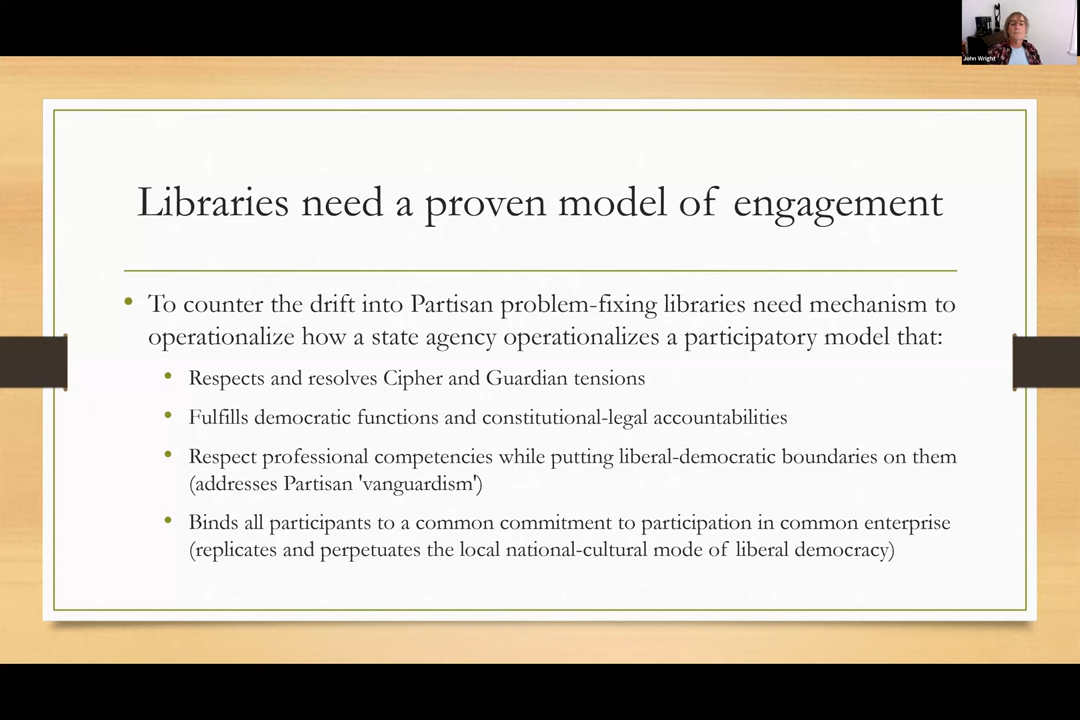 John Wright
Libraries need a proven model of engagement
• To counter the drift into Partisan problem-fixing libraries need mechanism to
operationalize how a state agency operationalizes a participatory model that:
• Respects and resolves Cipher and Guardian tensions
• Fulfills democratic functions and constitutional-legal accountabilities
• Respect professional competencies while putting liberal-democratic boundaries on them
(addresses Partisan 'vanguardism')
• Binds all participants to a common commitment to participation in common enterprise
(replicates and perpetuates the local national-cultural mode of liberal democracy)